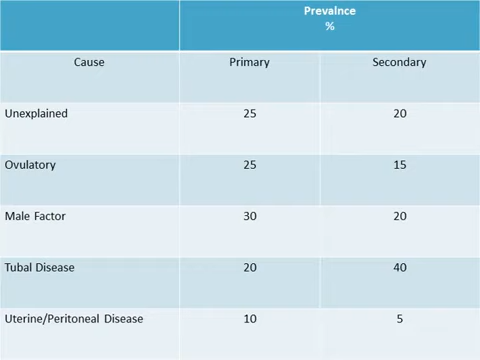 Prevalnce
%
Cause Primary Secondary
Unexplained 25 20
Ovulatory 25 15
Male Factor 30 20
Tubal Disease 20 40
Uterine/Peritoneal Disease 10 5